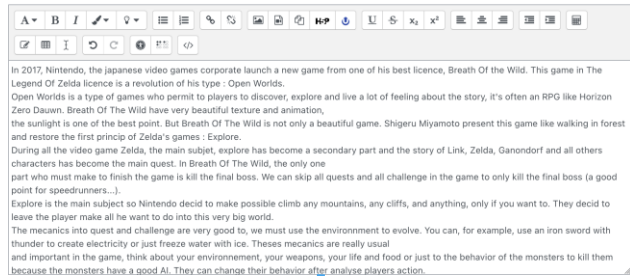 A B I H-P U S X₂ X²
In 2017, Nintendo, the japanese video games corporate launch a new game from one of his best licence, Breath Of the Wild. This game in The
Legend Of Zelda licence is a revolution of his type : Open Worlds.
Open Worlds is a type of games who permit to players to discover, explore and live a lot of feeling about the story, it's often an RPG like Horizon
Zero Dauwn. Breath Of The Wild have very beautiful texture and animation,
the sunlight is one of the best point. But Breath Of The Wild is not only a beautiful game. Shigeru Miyamoto present this game like walking in forest
and restore the first princip of Zelda's games : Explore.
During all the video game Zelda, the main subjet, explore has become a secondary part and the story of Link, Zelda, Ganondorf and all others
characters has become the main quest. In Breath Of the Wild, the only one
part who must make to finish the game is kill the final boss. We can skip all quests and all challenge in the game to only kill the final boss (a good
point for speedrunners...).
Explore is the main subject so Nintendo decid to make possible climb any mountains, any cliffs, and anything, only if you want to. They decid to
leave the player make all he want to do into this very big world.
The mecanics into quest and challenge are very good to, we must use the environnment to evolve. You can, for example, use an iron sword with
thunder to create electricity or just freeze water with ice. Theses mecanics are really usual
and important in the game, think about your environnement, your weapons, your life and food or just to the behavior of the monsters to kill them
because the monsters have a good AI. They can change their behavior after analyse players action.